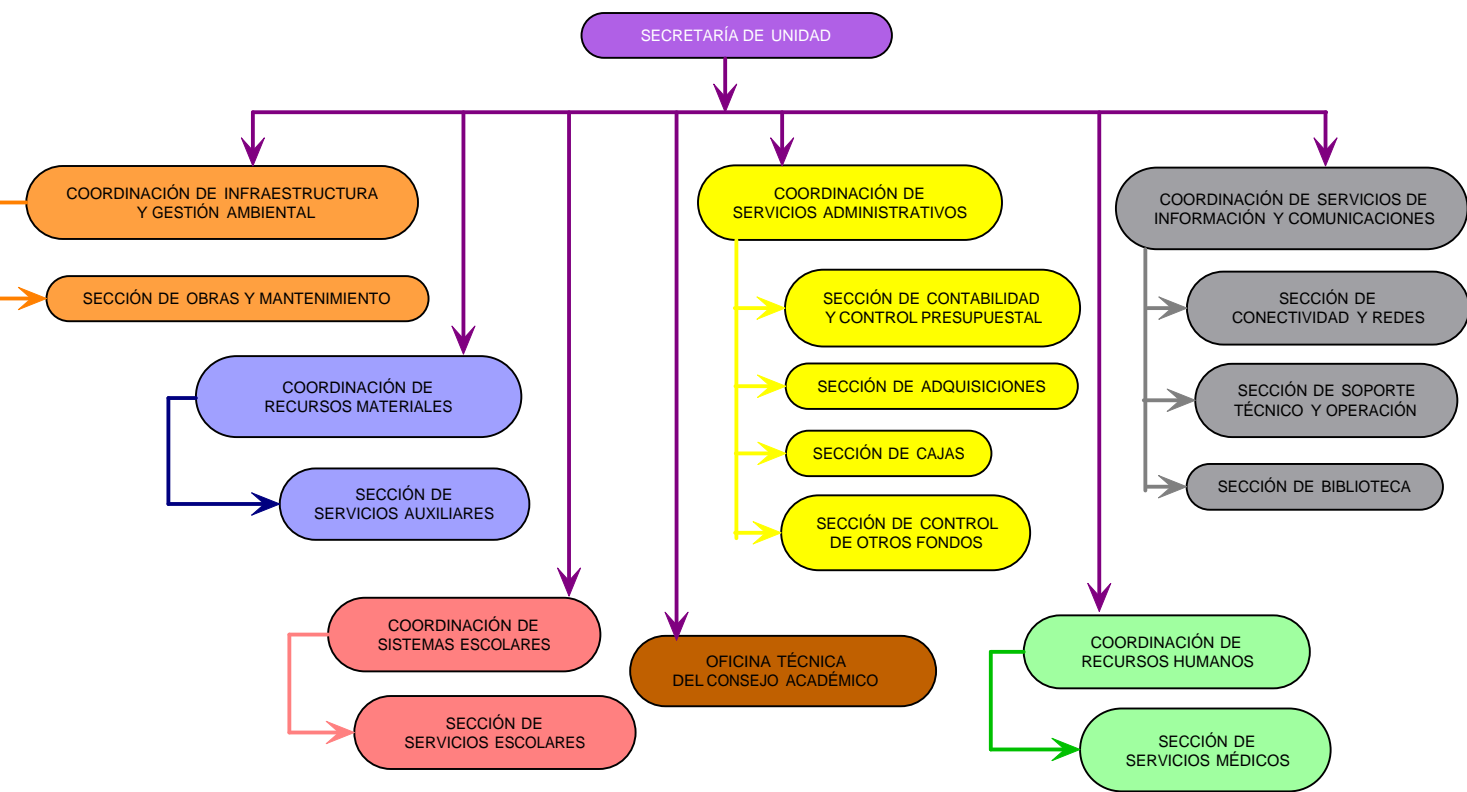 SECRETARÍA DE UNIDAD
COORDINACIÓN DE INFRAESTRUCTURA
Y GESTIÓN AMBIENTAL
SECCIÓN DE OBRAS Y MANTENIMIENTO
COORDINACIÓN DE
RECURSOS MATERIALES
SECCIÓN DE
SERVICIOS AUXILIARES
COORDINACIÓN DE
SISTEMAS ESCOLARES
SECCIÓN DE
SERVICIOS ESCOLARES
OFICINA TÉCNICA
DEL CONSEJO ACADÉMICO
COORDINACIÓN DE
SERVICIOS ADMINISTRATIVOS
SECCIÓN DE CONTABILIDAD
Y CONTROL PRESUPUESTAL
SECCIÓN DE ADQUISICIONES
SECCIÓN DE CAJAS
SECCIÓN DE CONTROL
DE OTROS FONDOS
COORDINACIÓN DE
RECURSOS HUMANOS
SECCIÓN DE
SERVICIOS MÉDICOS
COORDINACIÓN DE SERVICIOS DE
INFORMACIÓN Y COMUNICACIONES
SECCIÓN DE
CONECTIVIDAD Y REDES
SECCIÓN DE SOPORTE
TÉCNICO Y OPERACIÓN
SECCIÓN DE BIBLIOTECA